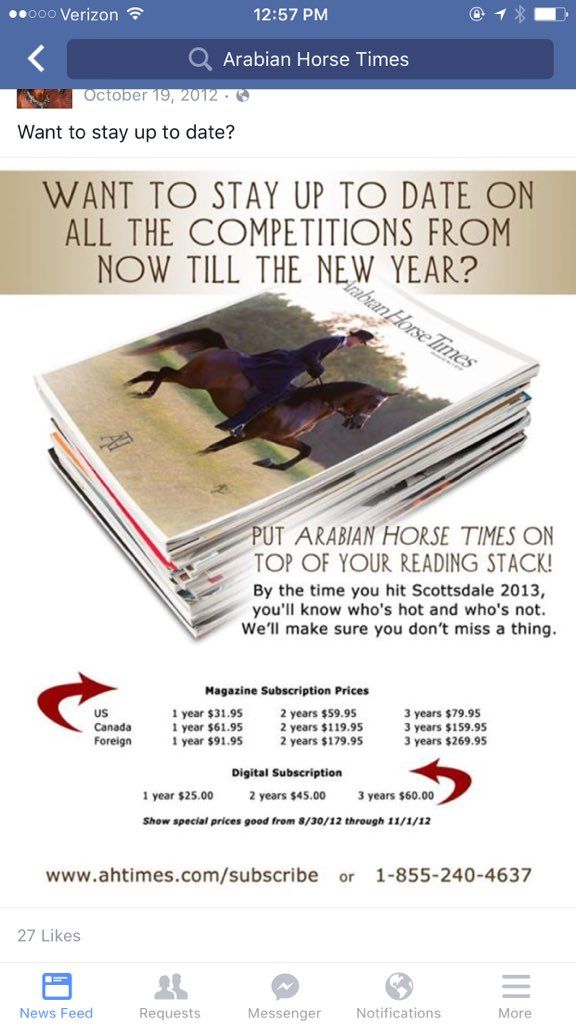 Verizon 12:57 PM
Arabian Horse Times
October 19, 2012 ·
Want to stay up to date?
WANT TO STAY UP TO DATE ON
ALL THE COMPETITIONS FROM
NOW TILL THE NEW YEAR?
Arabian Horse Times
PUT ARABIAN HORSE TIMES ON
TOP OF YOUR READING STACK!
By the time you hit Scottsdale 2013,
you'll know who's hot and who's not.
We'll make sure you don't miss a thing.
Magazine Subscription Prices
US 1 year $31.95 2 years $59.95 3 years $79.95
Canada 1 year $61.95 2 years $119.95 3 years $159.95
Foreign 1 year $91.95 2 years $179.95 3 years $269.95
Digital Subscription
1 year $25.00 2 years $45.00 3 years $60.00
Show special prices good from 8/30/12 through 11/1/12
www.ahtimes.com/subscribe or 1-855-240-4637
27 Likes
News Feed Requests Messenger Notifications More